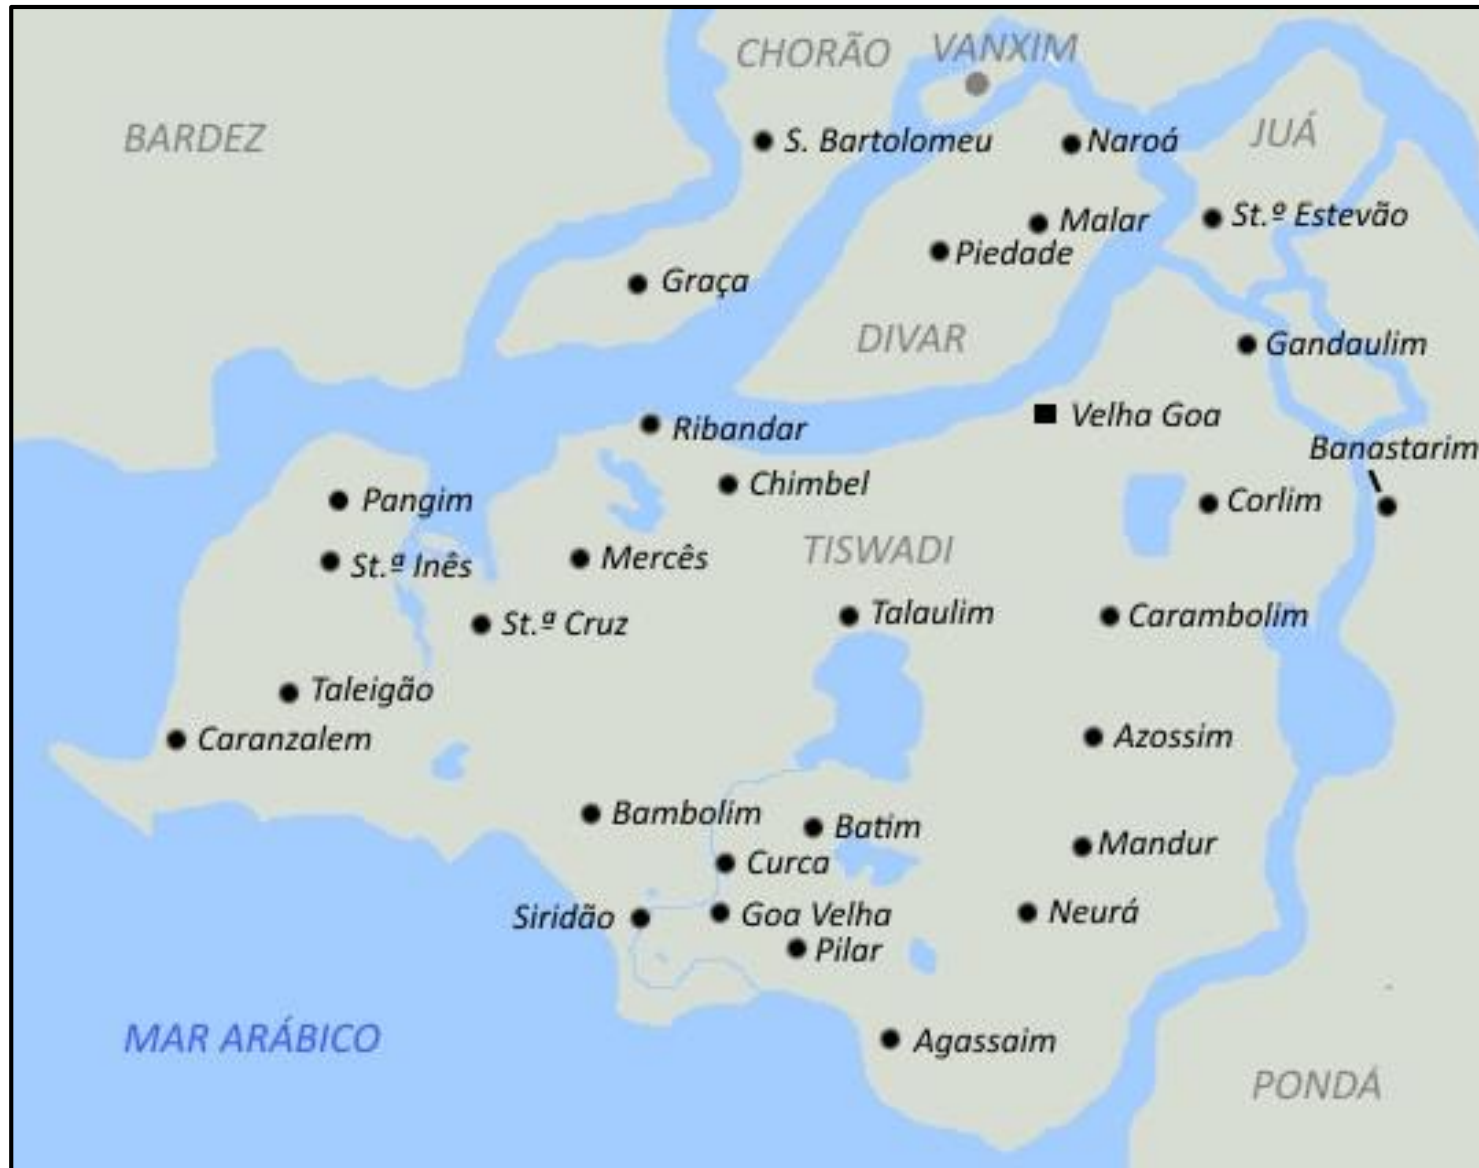 CHORÃO
VANXIM
BARDEZ
S. Bartolomeu
Naroá
JUÁ
St.º Estevão
Malar
Piedade
Graça
DIVAR
Gandaulim
Velha Goa
Ribandar
Banastarim
Chimbel
Pangim
Corlim
TISWADI
Mercês
St.ª Inês
St.ª Cruz
Talaulim
Carambolim
Taleigão
Caranzalem
Azossim
Bambolim
Batim
Mandur
Curca
Siridão
Goa Velha
Neurá
Pilar
MAR ARÁBICO
Agassaim
PONDÁ